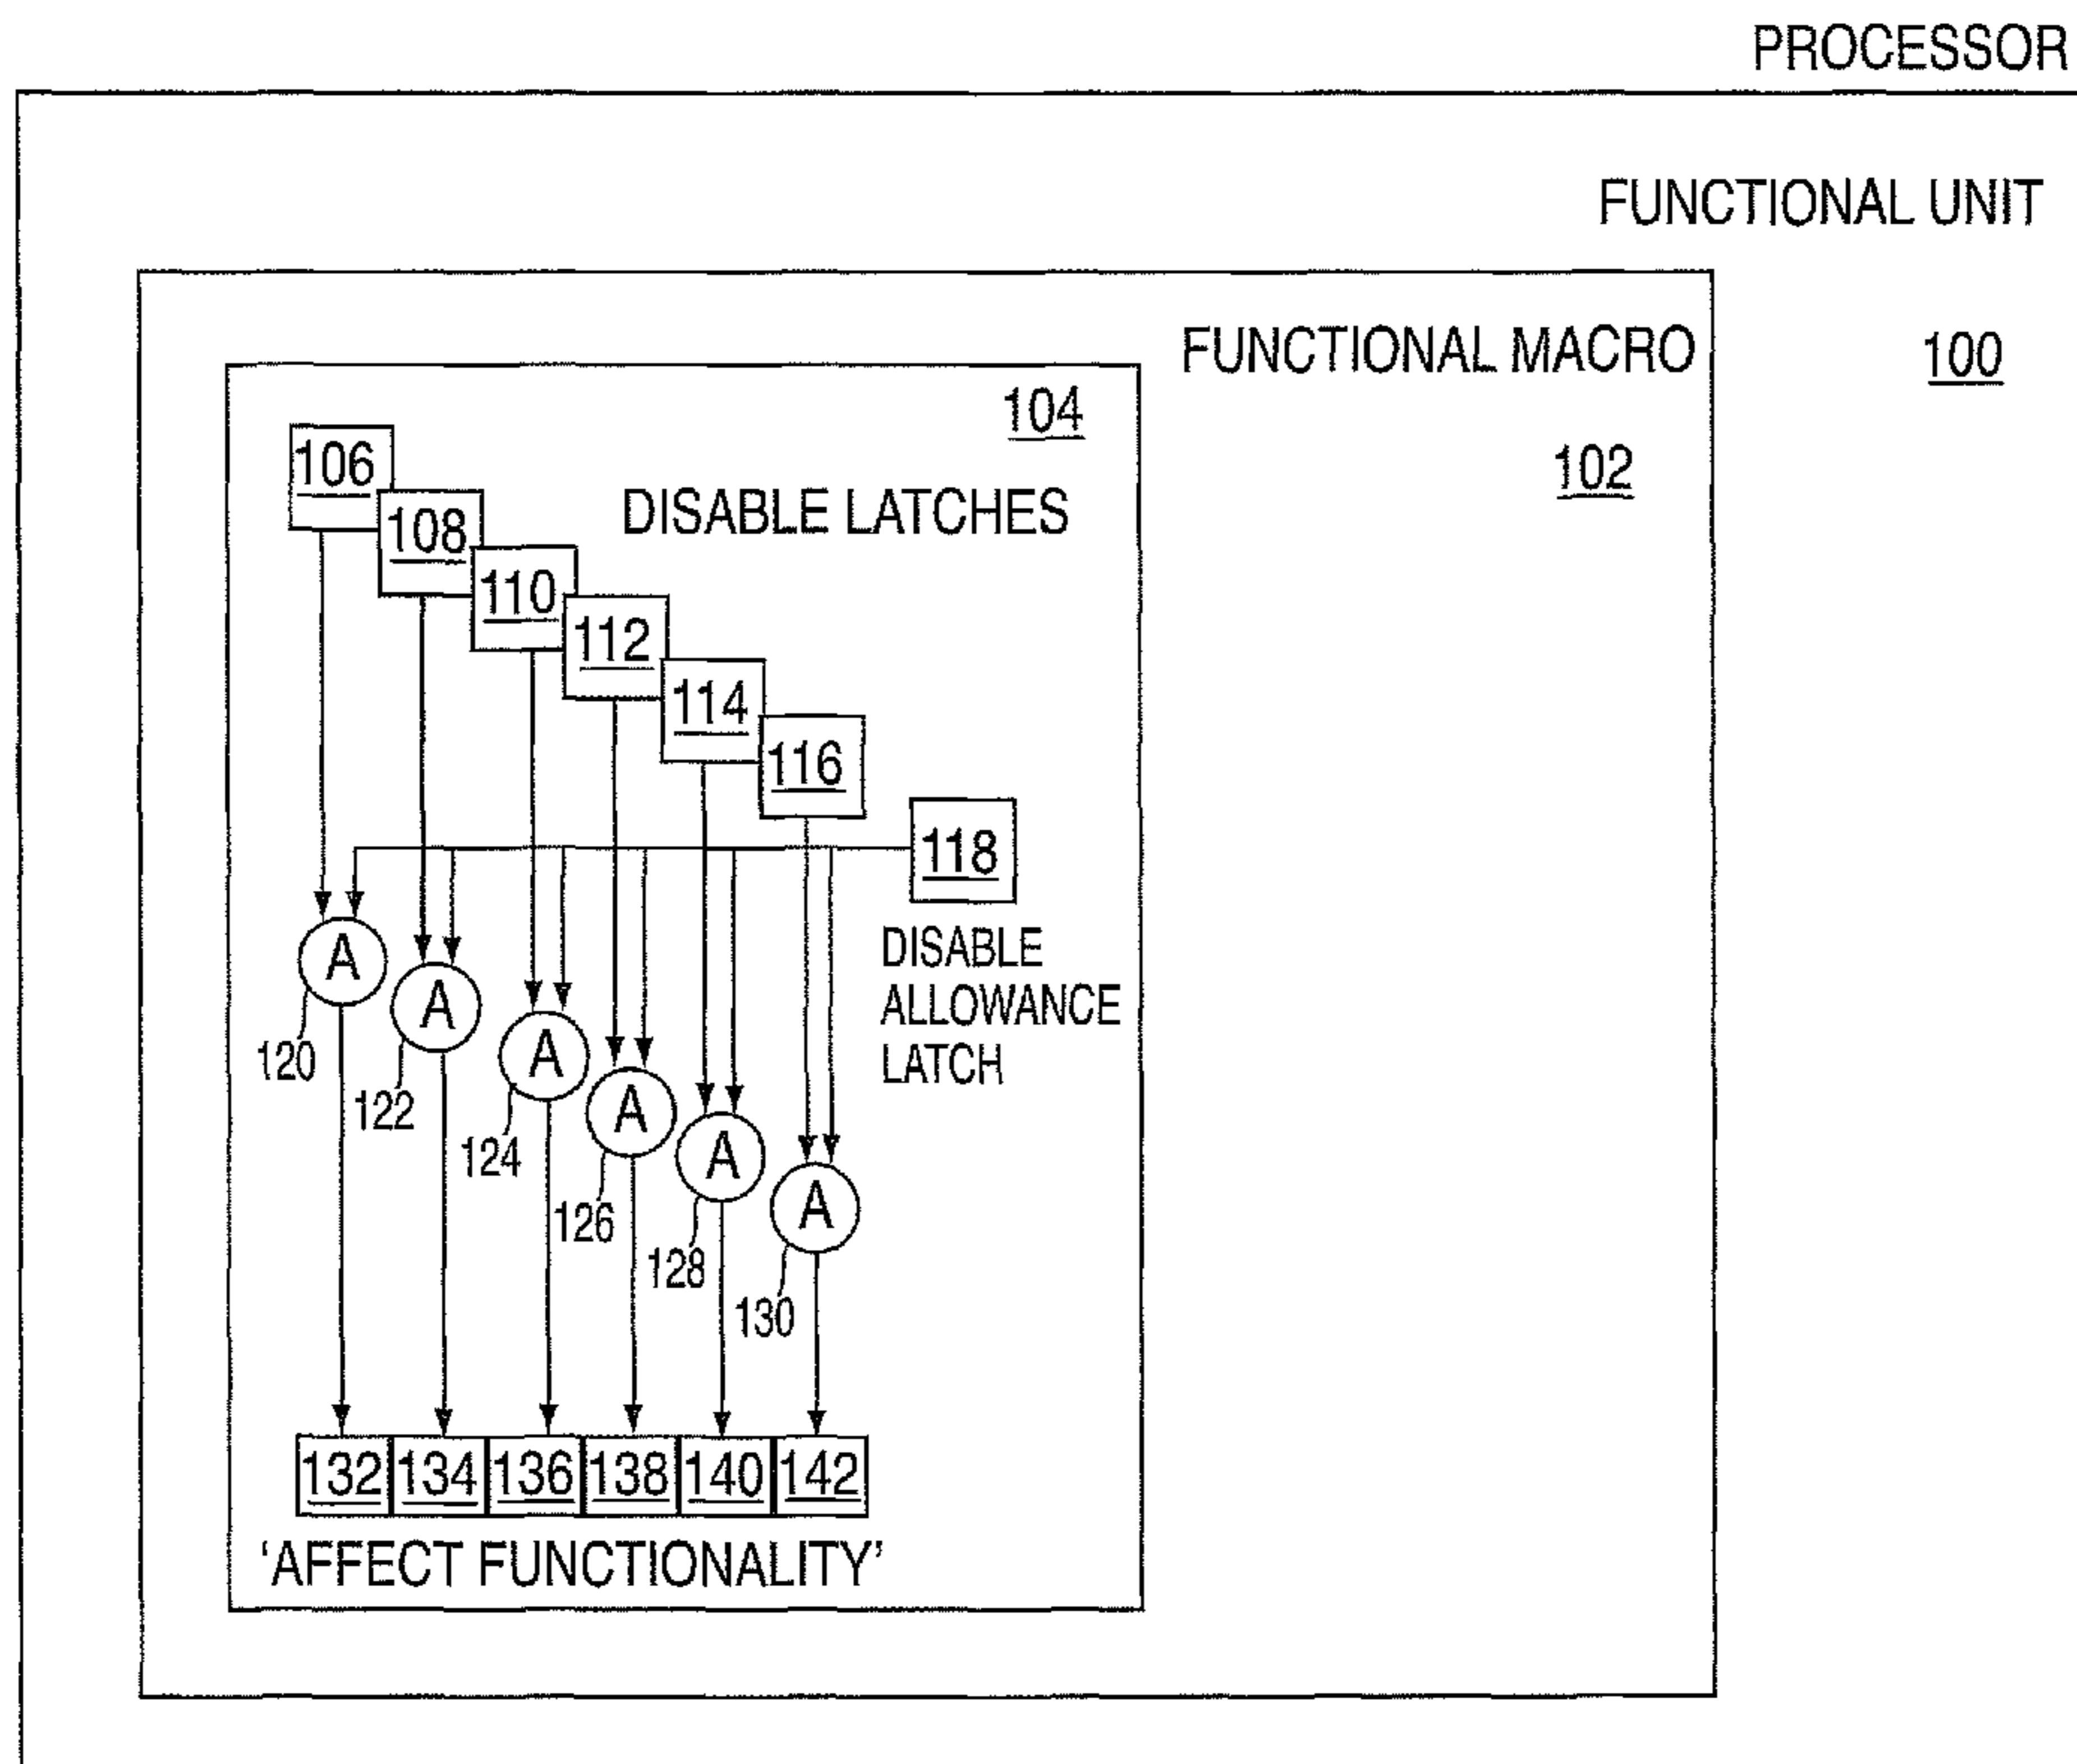 PROCESSOR
FUNCTIONAL UNIT
100
FUNCTIONAL MACRO
102
104
DISABLE LATCHES
106
108
110
112
114
116
118
DISABLE
ALLOWANCE
LATCH
A
A
A
A
A
A
120
122
124
126
128
130
132 134 136 138 140 142
'AFFECT FUNCTIONALITY'